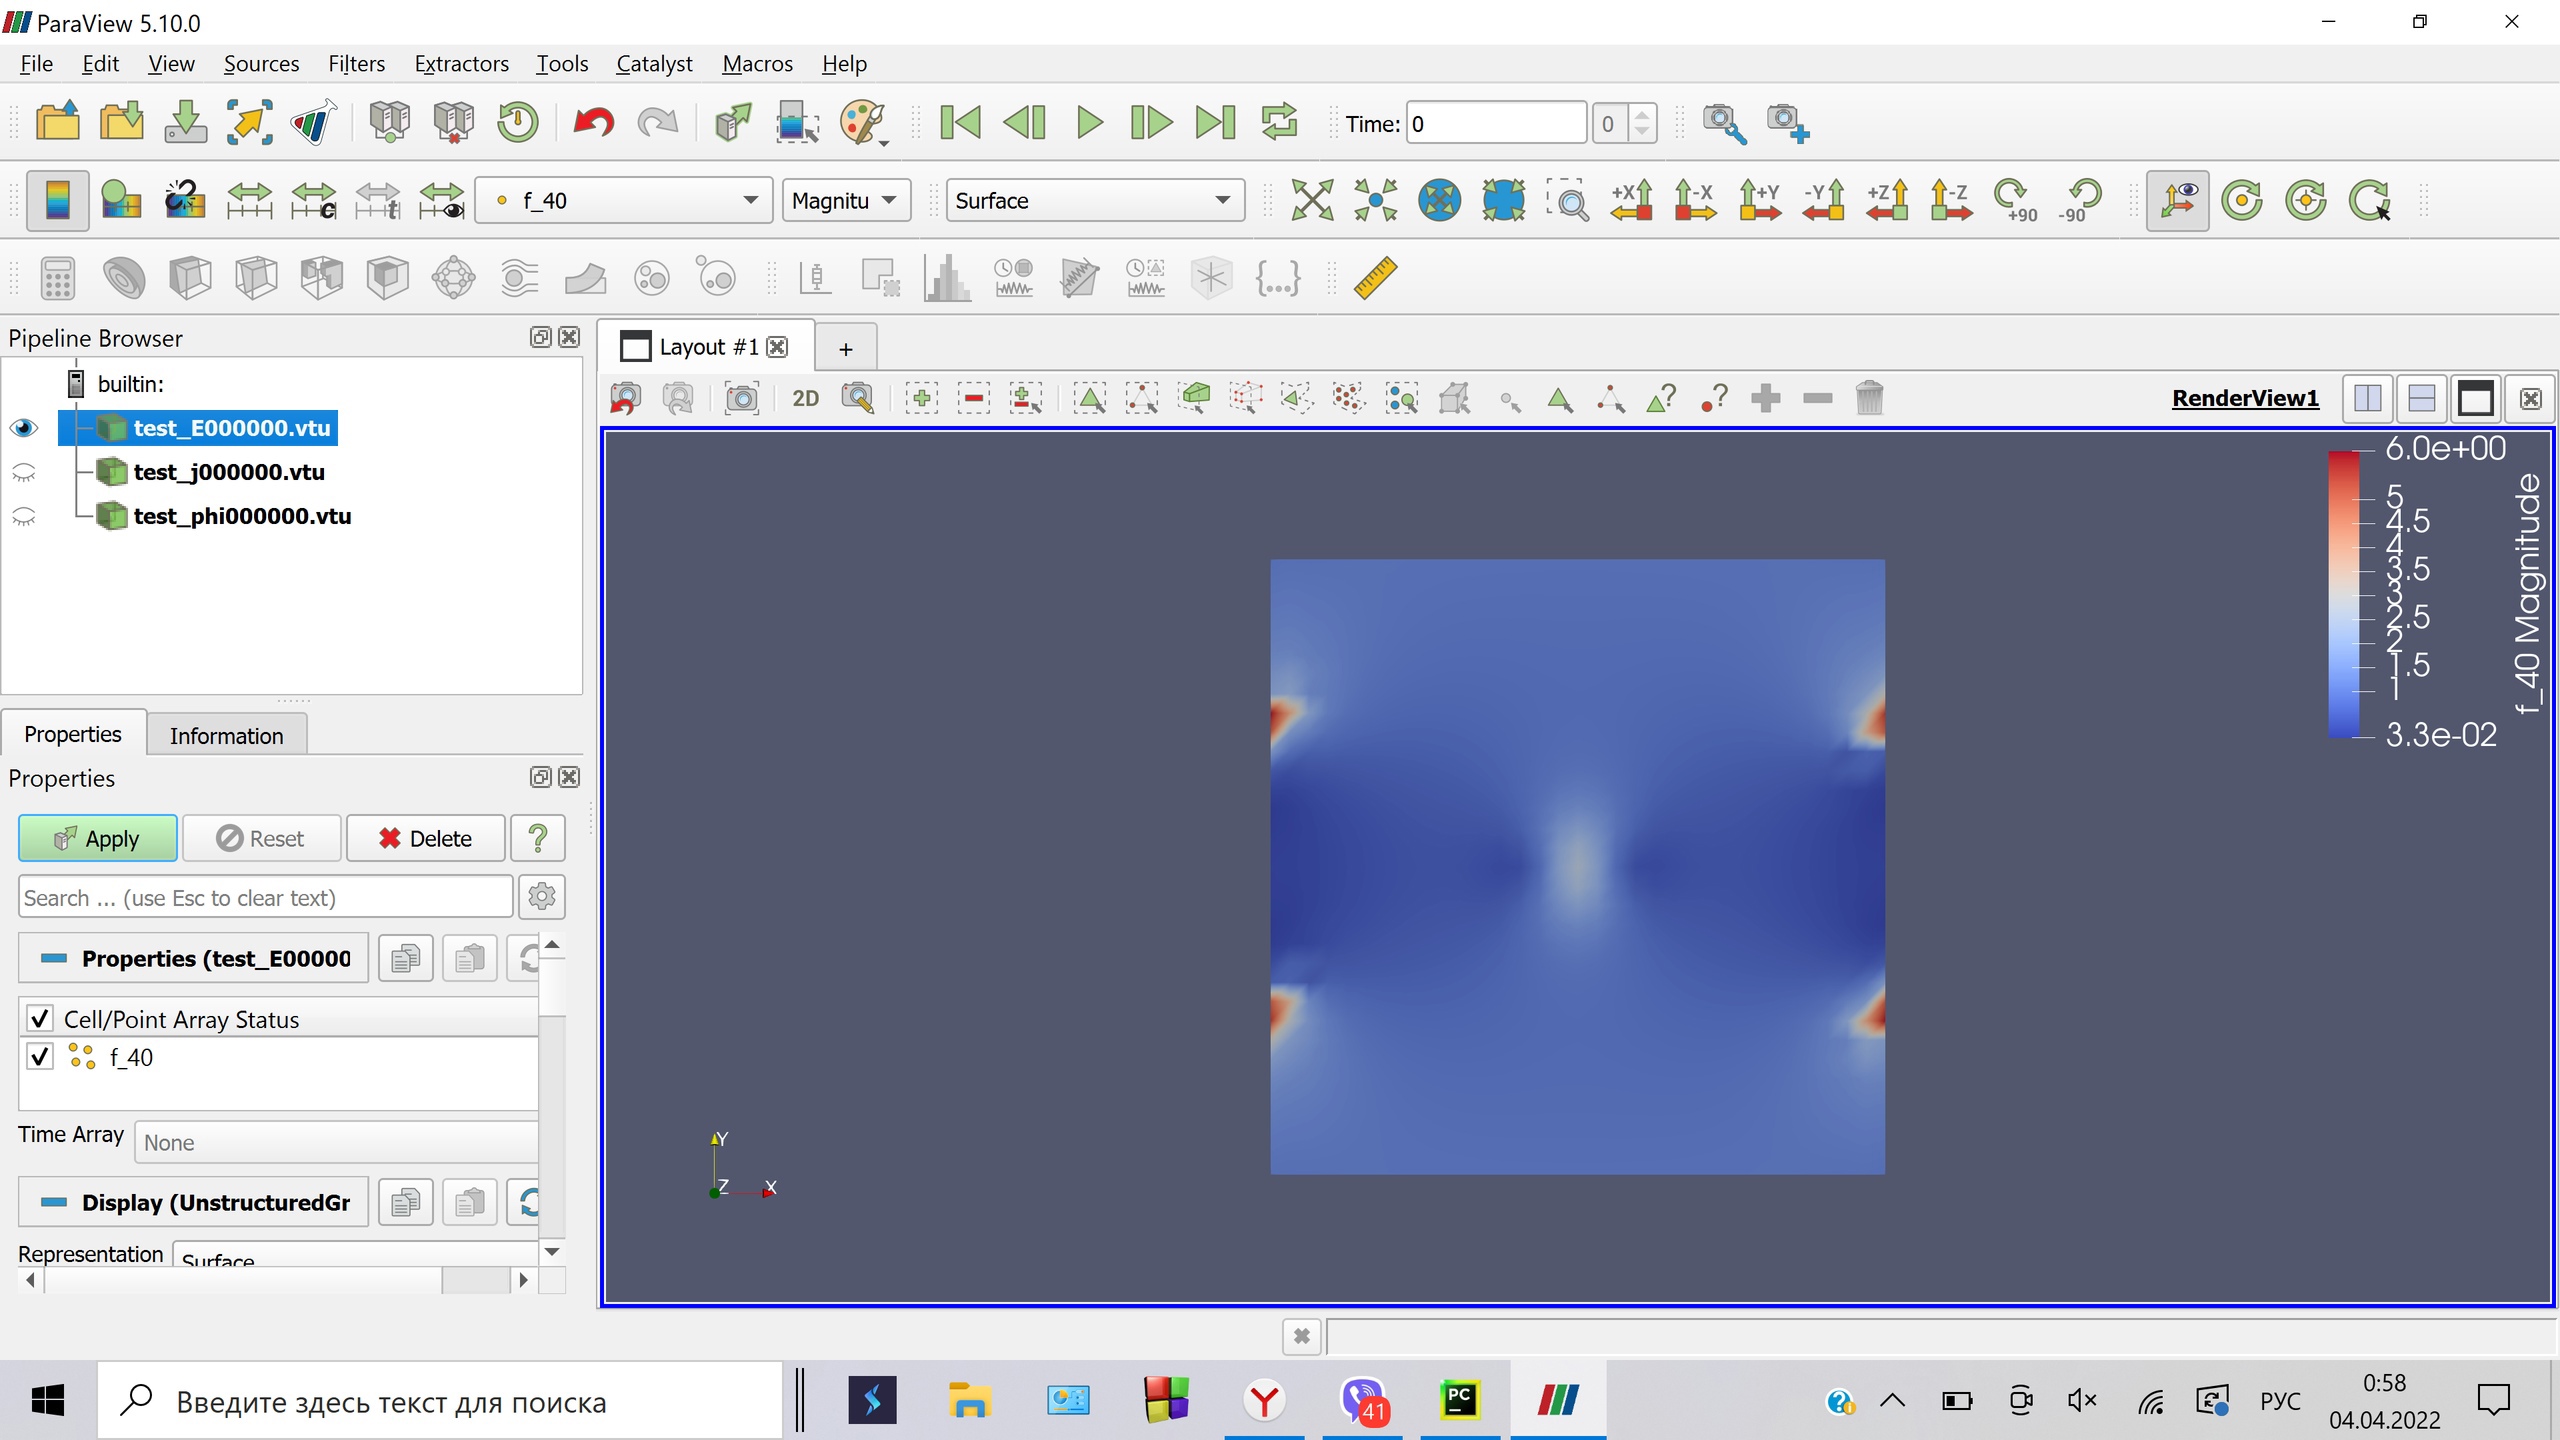 ParaView 5.10.0
File Edit View Sources Filters Extractors Tools Catalyst Macros Help
Time: 0 0
f_40 Magnitu Surface +X -X +Y -Y +Z -Z +90 -90
Pipeline Browser
Layout #1 +
builtin:
2D RenderView1
test_E000000.vtu
test_j000000.vtu
test_phi000000.vtu
6.0e+00
5
4.5
4
3.5
3
2.5
2
1.5
1
3.3e-02
f_40 Magnitude
Properties Information
Properties
Apply Reset Delete ?
Search ... (use Esc to clear text)
Properties (test_E00000
Cell/Point Array Status
f_40
Time Array None
Display (UnstructuredGr
Representation Surface
Y
Z X
Введите здесь текст для поиска
41
PC
РУС
0:58
04.04.2022